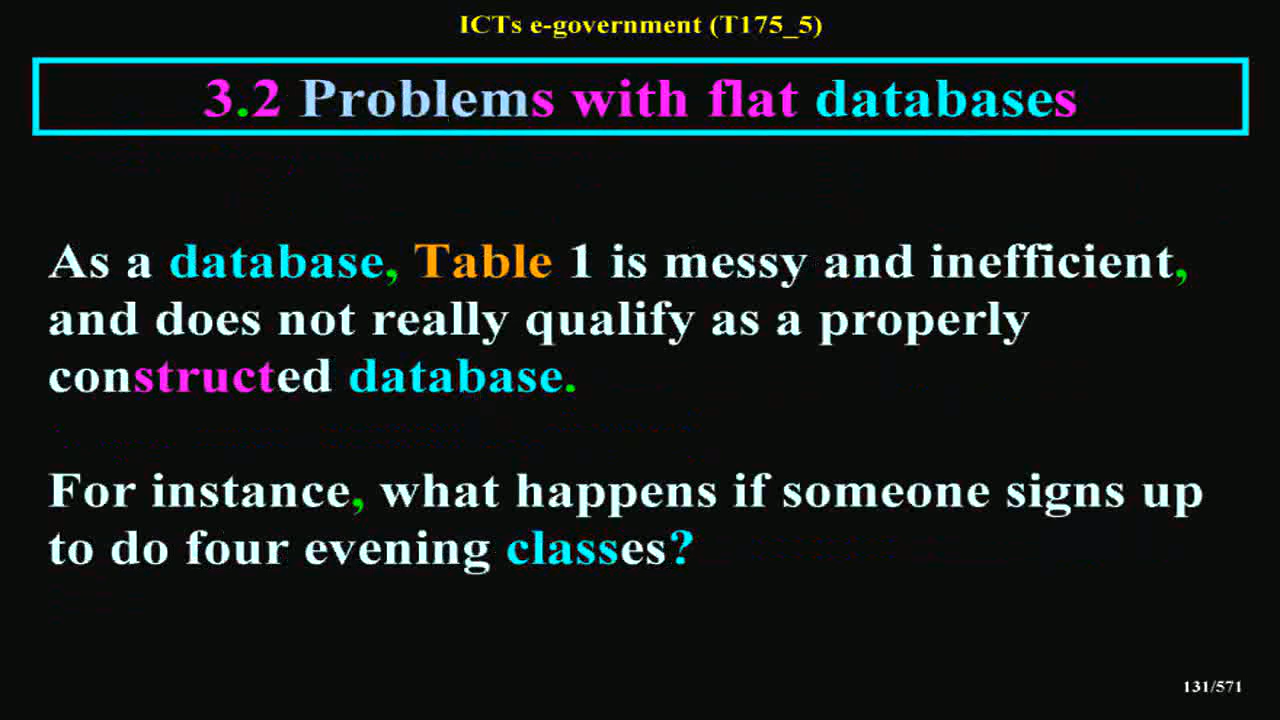 ICTs e-government (T175_5)
3.2 Problems with flat databases
As a database, Table 1 is messy and inefficient,
and does not really qualify as a properly
constructed database.
For instance, what happens if someone signs up
to do four evening classes?
131/571